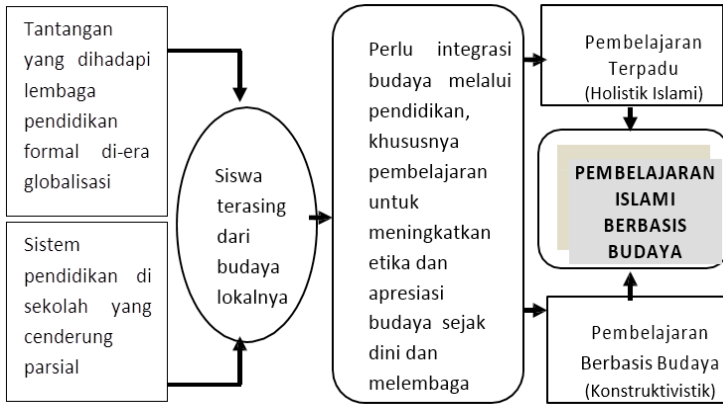 Tantangan
yang dihadapi
lembaga
pendidikan
formal di-era
globalisasi
Sistem
pendidikan di
sekolah yang
cenderung
parsial
Siswa
terasing
dari
budaya
lokalnya
Perlu integrasi
budaya melalui
pendidikan,
khususnya
pembelajaran
untuk
meningkatkan
etika dan
apresiasi
budaya sejak
dini dan
melembaga
Pembelajaran
Terpadu
(Holistik Islami)
PEMBELAJARAN
ISLAMI
BERBASIS
BUDAYA
Pembelajaran
Berbasis Budaya
(Konstruktivistik)